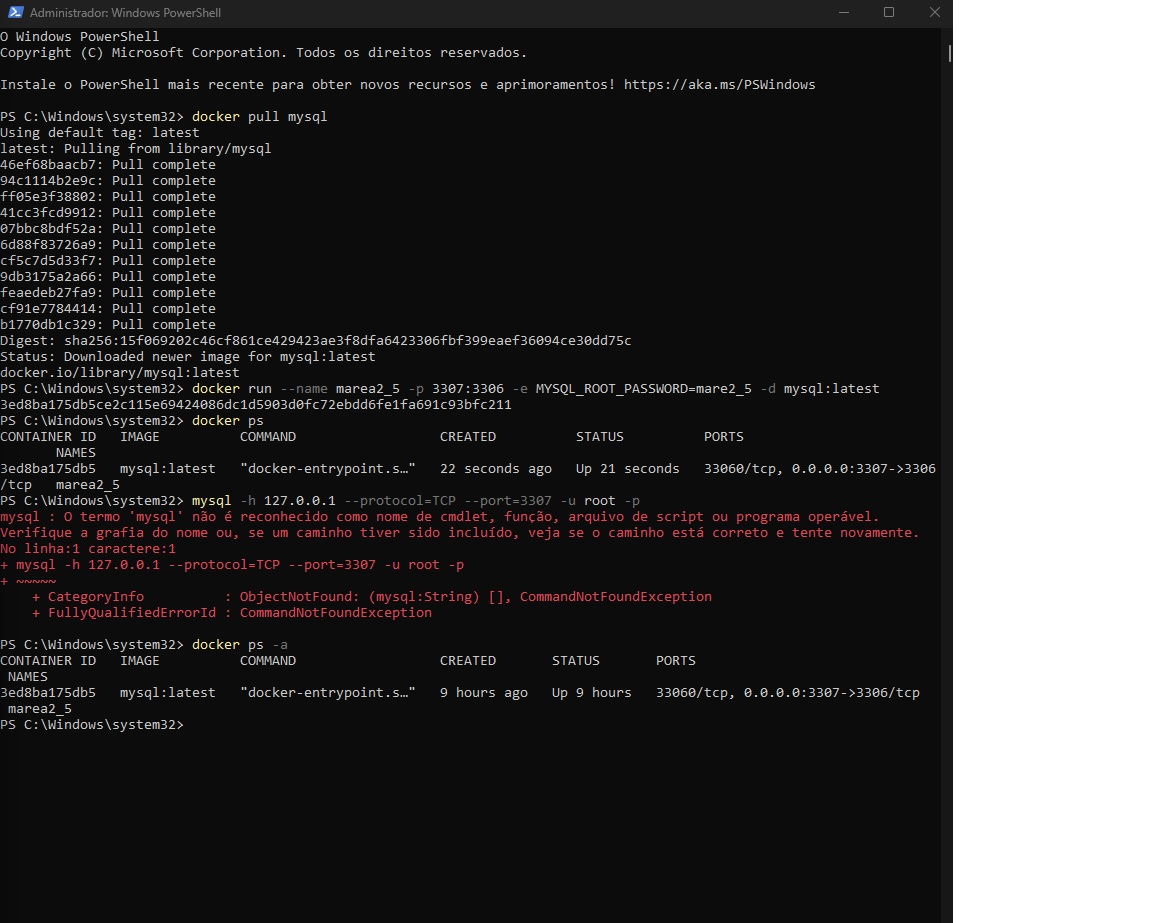 Administrador: Windows PowerShell
O Windows PowerShell
Copyright (C) Microsoft Corporation. Todos os direitos reservados.
Instale o PowerShell mais recente para obter novos recursos e aprimoramentos! https://aka.ms/PSWindows
PS C:\Windows\system32> docker pull mysql
Using default tag: latest
latest: Pulling from library/mysql
46ef68baacb7: Pull complete
94c1114b2e9c: Pull complete
ff05e3f38802: Pull complete
41cc3fcd9912: Pull complete
07bbc8bdf52a: Pull complete
6d88f83726a9: Pull complete
cf5c7d5d33f7: Pull complete
9db3175a2a66: Pull complete
feaedeb27fa9: Pull complete
cf91e7784414: Pull complete
b1770db1c329: Pull complete
Digest: sha256:15f069202c46cf861ce429423ae3f8dfa6423306fbf399eaef36094ce30dd75c
Status: Downloaded newer image for mysql:latest
docker.io/library/mysql:latest
PS C:\Windows\system32> docker run --name marea2_5 -p 3307:3306 -e MYSQL_ROOT_PASSWORD=mare2_5 -d mysql:latest
3ed8ba175db5ce2c115e69424086dc1d5903d0fc72ebdd6fe1fa691c93bfc211
PS C:\Windows\system32> docker ps
CONTAINER ID   IMAGE          COMMAND                  CREATED          STATUS          PORTS
       NAMES
3ed8ba175db5   mysql:latest   "docker-entrypoint.s…"   22 seconds ago   Up 21 seconds   33060/tcp, 0.0.0.0:3307->3306
/tcp   marea2_5
PS C:\Windows\system32> mysql -h 127.0.0.1 --protocol=TCP --port=3307 -u root -p
mysql : O termo 'mysql' não é reconhecido como nome de cmdlet, função, arquivo de script ou programa operável.
Verifique a grafia do nome ou, se um caminho tiver sido incluído, veja se o caminho está correto e tente novamente.
No linha:1 caractere:1
+ mysql -h 127.0.0.1 --protocol=TCP --port=3307 -u root -p
+ ~~~~~
    + CategoryInfo          : ObjectNotFound: (mysql:String) [], CommandNotFoundException
    + FullyQualifiedErrorId : CommandNotFoundException
PS C:\Windows\system32> docker ps -a
CONTAINER ID   IMAGE          COMMAND                  CREATED       STATUS       PORTS
 NAMES
3ed8ba175db5   mysql:latest   "docker-entrypoint.s…"   9 hours ago   Up 9 hours   33060/tcp, 0.0.0.0:3307->3306/tcp
 marea2_5
PS C:\Windows\system32>